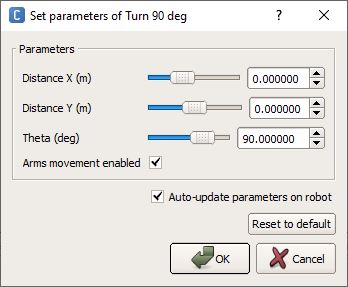 Set parameters of Turn 90 deg
Parameters
Distance X (m) 0.000000
Distance Y (m) 0.000000
Theta (deg) 90.000000
Arms movement enabled
Auto-update parameters on robot
Reset to default
OK Cancel